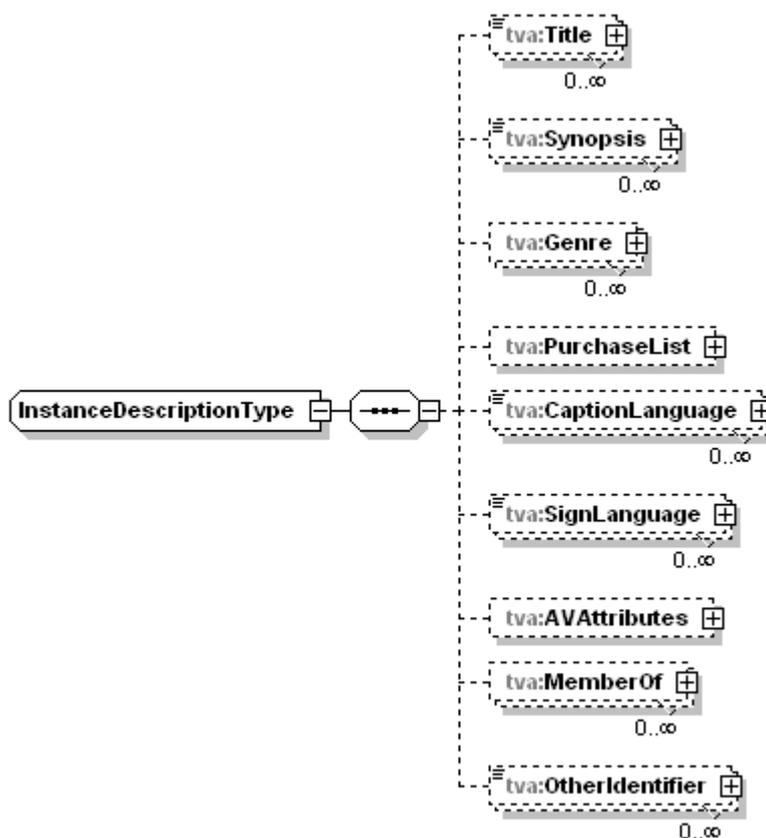 tva:Title
0..∞
tva:Synopsis
0..∞
tva:Genre
0..∞
tva:PurchaseList
InstanceDescriptionType
tva:CaptionLanguage
0..∞
tva:SignLanguage
0..∞
tva:AVAttributes
tva:MemberOf
0..∞
tva:OtherIdentifier
0..∞